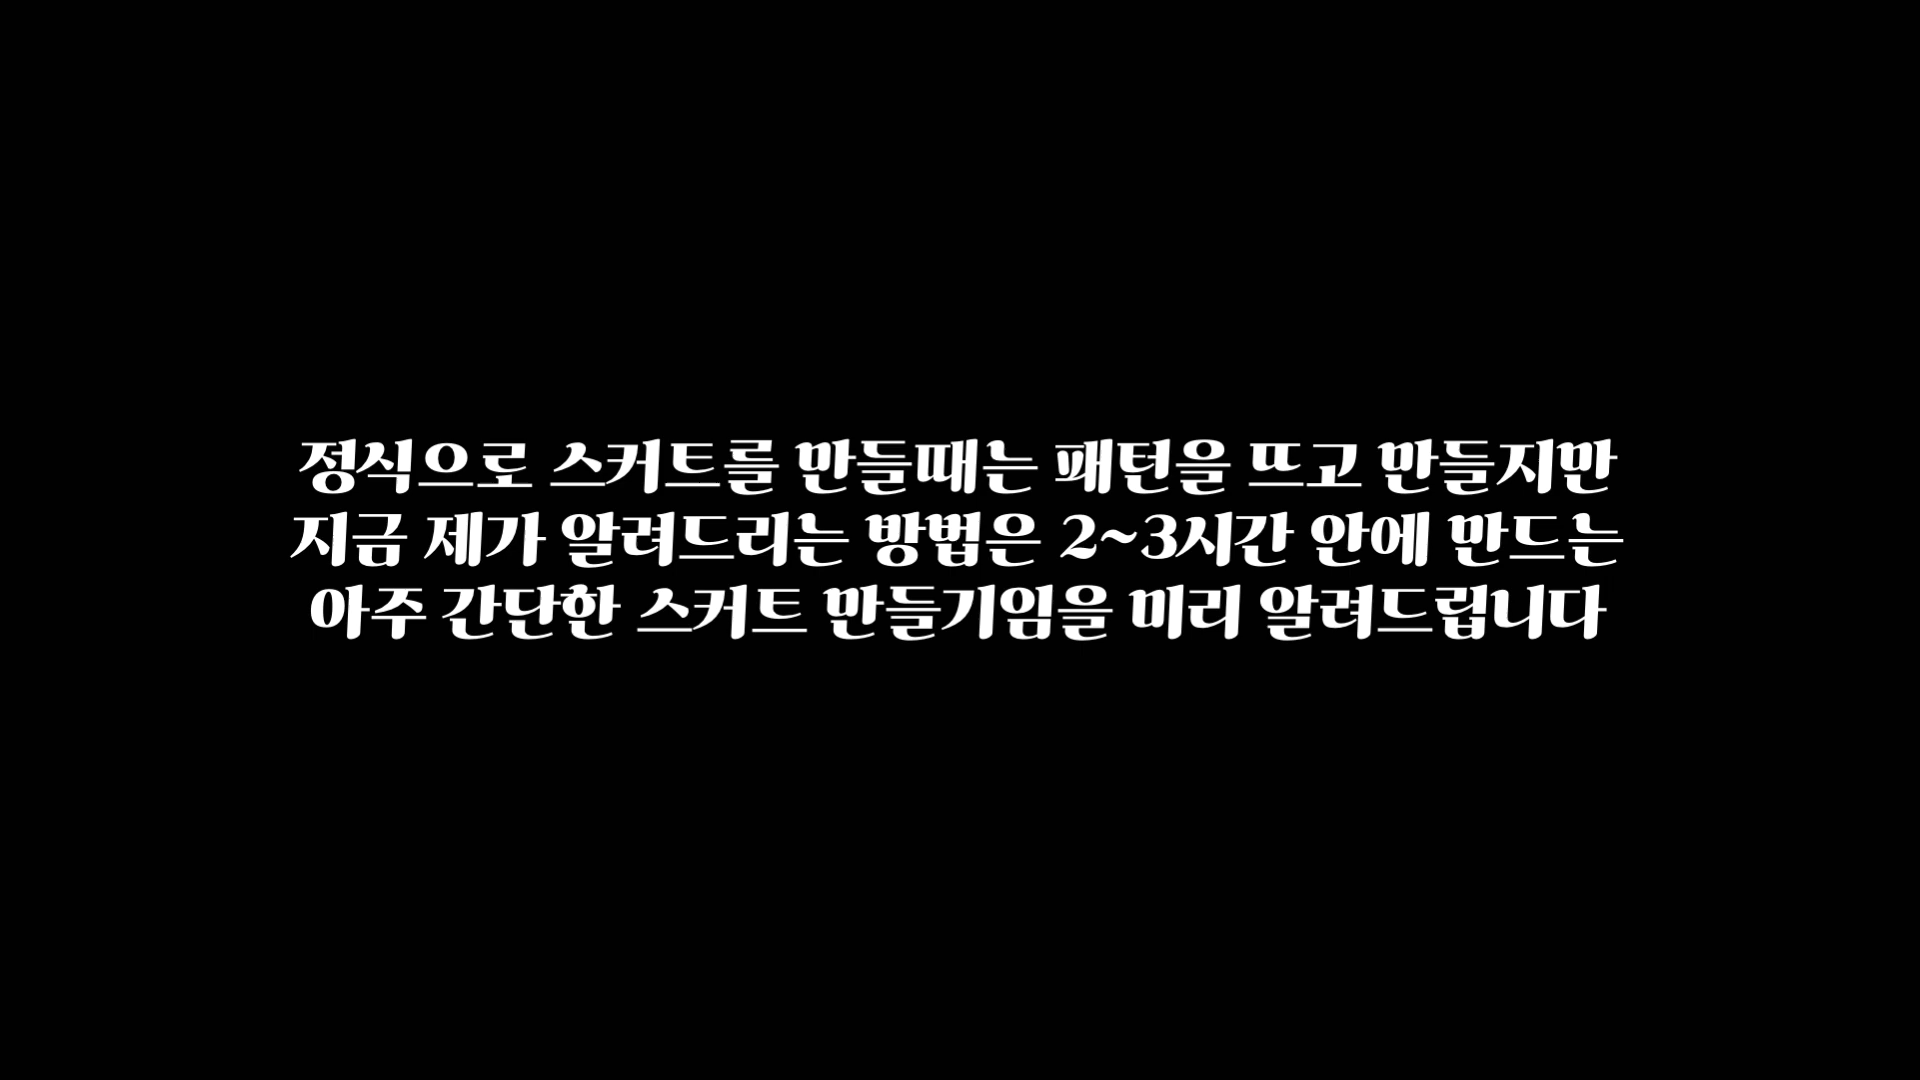 정식으로 스커트를 만들때는 패턴을 뜨고 만들지만
지금 제가 알려드리는 방법은 2~3시간 안에 만드는
아주 간단한 스커트 만들기임을 미리 알려드립니다